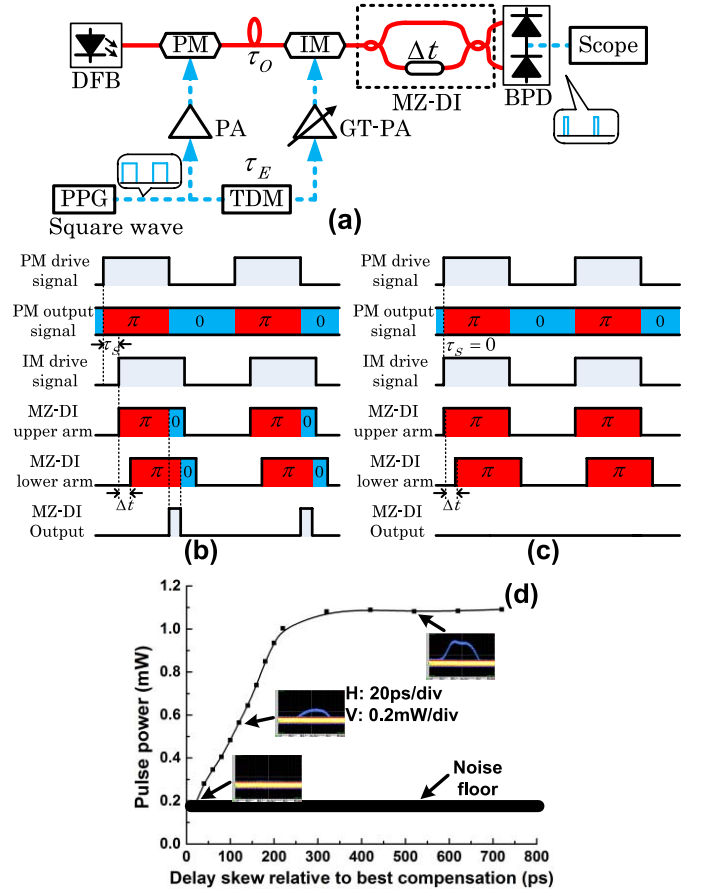 (a)
DFB
PM
τ_O
IM
Δt
MZ-DI
BPD
Scope
PA
GT-PA
τ_E
PPG
TDM
Square wave
(b)
PM drive
signal
PM output
signal
π 0 π 0
τ_S
IM drive
signal
MZ-DI
upper arm
π 0 π 0
MZ-DI
lower arm
π 0 π 0
Δt
MZ-DI
Output
(c)
PM drive
signal
PM output
signal
π 0 π 0
τ_S = 0
IM drive
signal
MZ-DI
upper arm
π π
MZ-DI
lower arm
π π
Δt
MZ-DI
Output
(d)
Pulse power (mW)
1.2
1.0
0.8
0.6
0.4
0.2
0.0
H: 20ps/div
V: 0.2mW/div
Noise
floor
0 100 200 300 400 500 600 700 800
Delay skew relative to best compensation (ps)